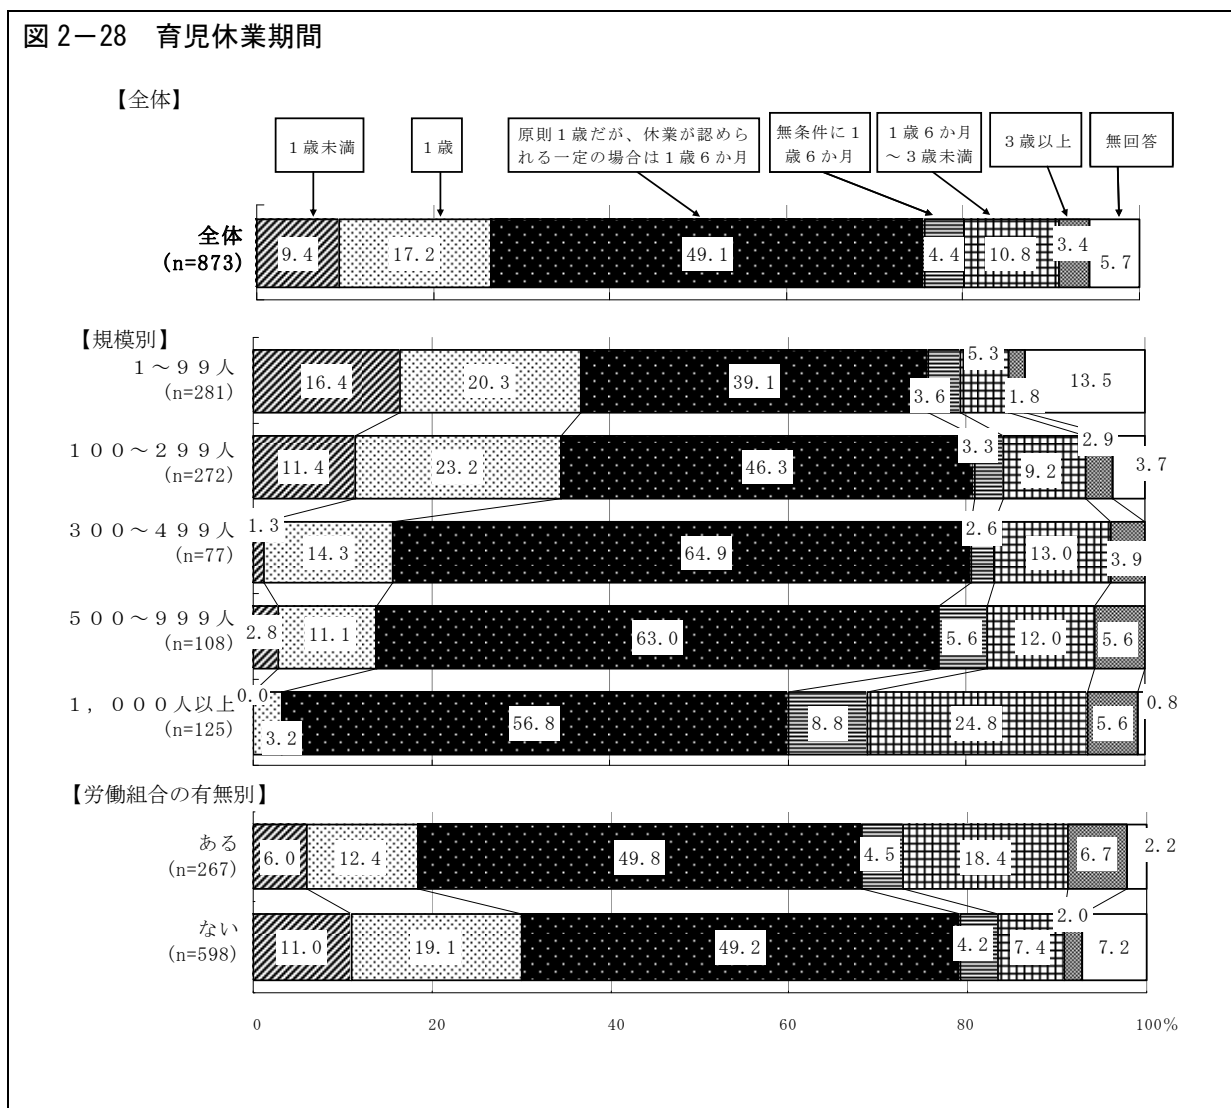 図2－28　育児休業期間
【全体】
１歳未満
１歳
原則１歳だが、休業が認めら
れる一定の場合は１歳６か月
無条件に１
歳６か月
１歳６か月
～３歳未満
３歳以上
無回答
全体
(n=873)
9.4
17.2
49.1
4.4
10.8
3.4
5.7
【規模別】
１～９９人
(n=281)
16.4
20.3
39.1
3.6
5.3
1.8
13.5
１００～２９９人
(n=272)
11.4
23.2
46.3
3.3
9.2
2.9
3.7
３００～４９９人
(n=77)
1.3
14.3
64.9
2.6
13.0
3.9
５００～９９９人
(n=108)
2.8
11.1
63.0
5.6
12.0
5.6
１，０００人以上
(n=125)
0.0
3.2
56.8
8.8
24.8
5.6
0.8
【労働組合の有無別】
ある
(n=267)
6.0
12.4
49.8
4.5
18.4
6.7
2.2
ない
(n=598)
11.0
19.1
49.2
4.2
7.4
2.0
7.2
0
20
40
60
80
100%